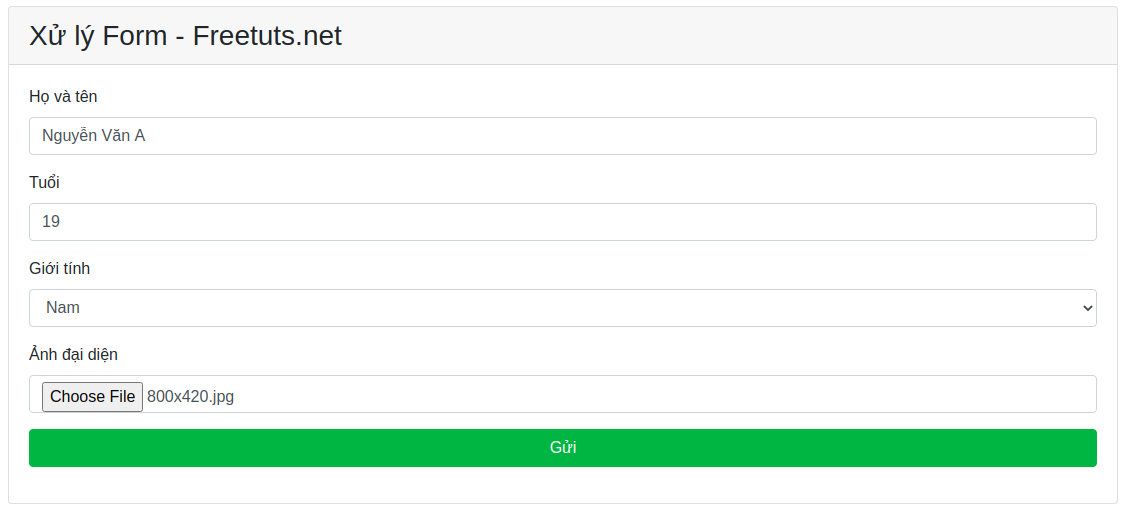 Xử lý Form - Freetuts.net
Họ và tên
Nguyễn Văn A
Tuổi
19
Giới tính
Nam
Ảnh đại diện
Choose File 800x420.jpg
Gửi